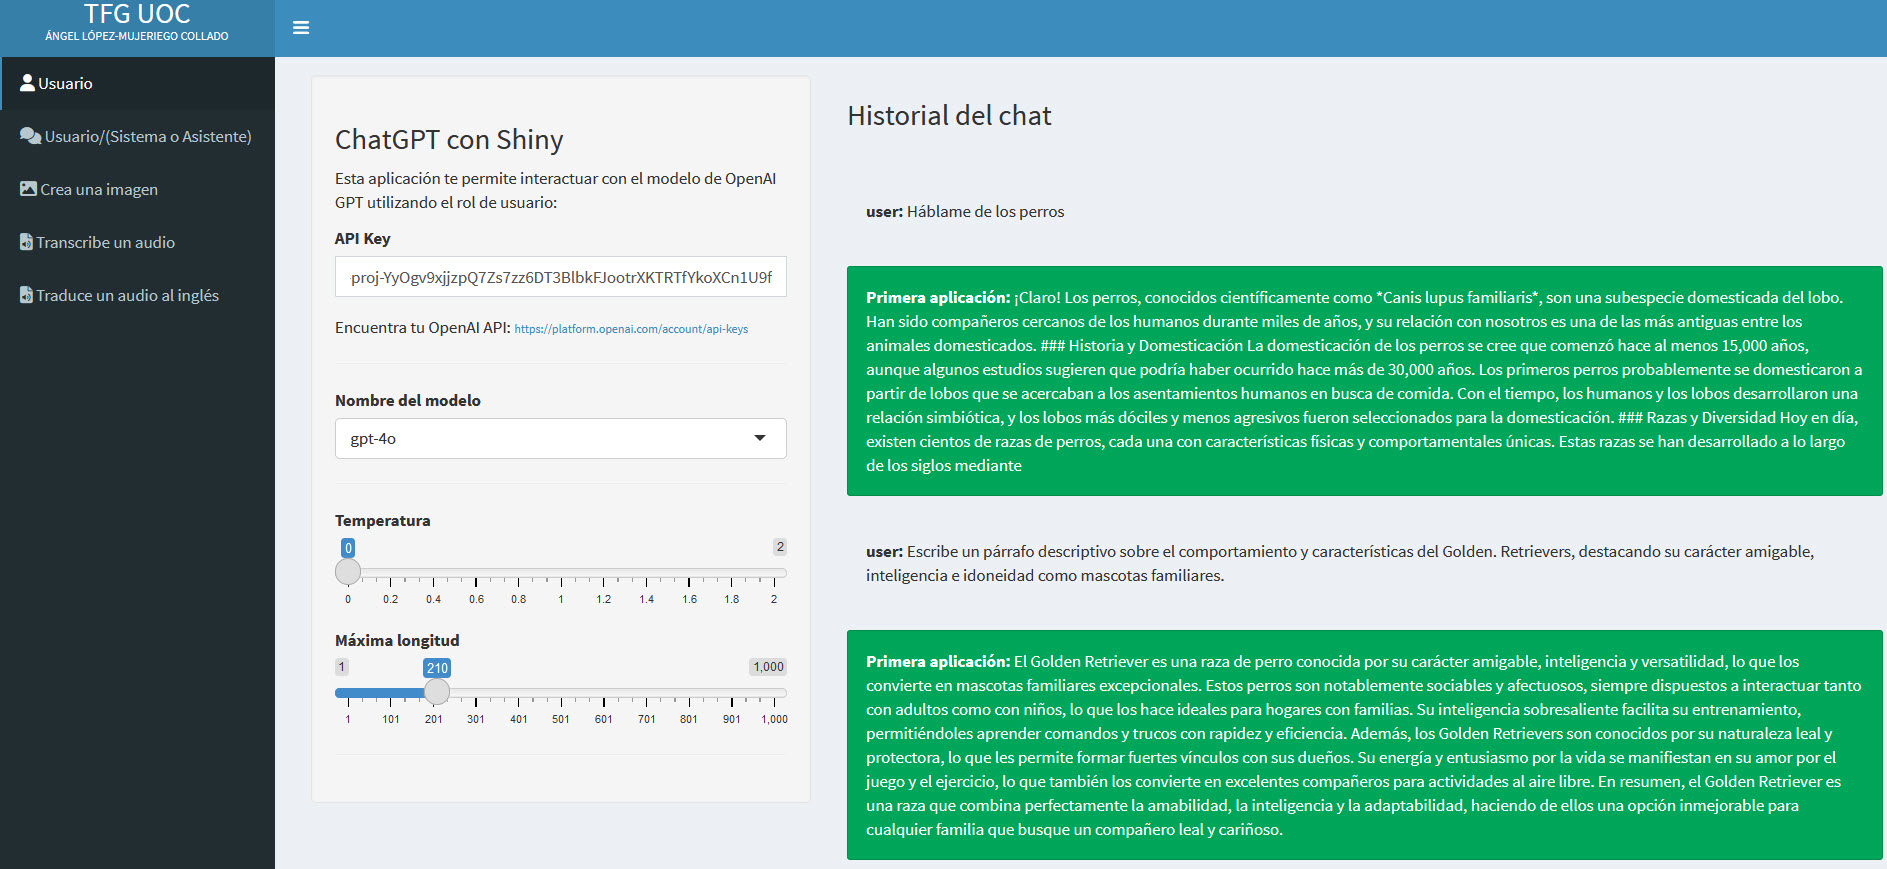 TFG UOC
ÁNGEL LÓPEZ-MUJERIEGO COLLADO
Usuario
Usuario/(Sistema o Asistente)
Crea una imagen
Transcribe un audio
Traduce un audio al inglés
ChatGPT con Shiny
Esta aplicación te permite interactuar con el modelo de OpenAI
GPT utilizando el rol de usuario:
API Key
proj-YyOgv9xjjzpQ7Zs7zz6DT3BlbkFJootrXKTRTfYkoXCn1U9f
Encuentra tu OpenAI API: https://platform.openai.com/account/api-keys
Nombre del modelo
gpt-4o
Temperatura
0 2
0 0.2 0.4 0.6 0.8 1 1.2 1.4 1.6 1.8 2
Máxima longitud
1 210 1,000
1 101 201 301 401 501 601 701 801 901 1,000
Historial del chat
user: Háblame de los perros
Primera aplicación: ¡Claro! Los perros, conocidos científicamente como *Canis lupus familiaris*, son una subespecie domesticada del lobo.
Han sido compañeros cercanos de los humanos durante miles de años, y su relación con nosotros es una de las más antiguas entre los
animales domesticados. ### Historia y Domesticación La domesticación de los perros se cree que comenzó hace al menos 15,000 años,
aunque algunos estudios sugieren que podría haber ocurrido hace más de 30,000 años. Los primeros perros probablemente se domesticaron a
partir de lobos que se acercaban a los asentamientos humanos en busca de comida. Con el tiempo, los humanos y los lobos desarrollaron una
relación simbiótica, y los lobos más dóciles y menos agresivos fueron seleccionados para la domesticación. ### Razas y Diversidad Hoy en día,
existen cientos de razas de perros, cada una con características físicas y comportamentales únicas. Estas razas se han desarrollado a lo largo
de los siglos mediante
user: Escribe un párrafo descriptivo sobre el comportamiento y características del Golden. Retrievers, destacando su carácter amigable,
inteligencia e idoneidad como mascotas familiares.
Primera aplicación: El Golden Retriever es una raza de perro conocida por su carácter amigable, inteligencia y versatilidad, lo que los
convierte en mascotas familiares excepcionales. Estos perros son notablemente sociables y afectuosos, siempre dispuestos a interactuar tanto
con adultos como con niños, lo que los hace ideales para hogares con familias. Su inteligencia sobresaliente facilita su entrenamiento,
permitiéndoles aprender comandos y trucos con rapidez y eficiencia. Además, los Golden Retrievers son conocidos por su naturaleza leal y
protectora, lo que les permite formar fuertes vínculos con sus dueños. Su energía y entusiasmo por la vida se manifiestan en su amor por el
juego y el ejercicio, lo que también los convierte en excelentes compañeros para actividades al aire libre. En resumen, el Golden Retriever es
una raza que combina perfectamente la amabilidad, la inteligencia y la adaptabilidad, haciendo de ellos una opción inmejorable para
cualquier familia que busque un compañero leal y cariñoso.